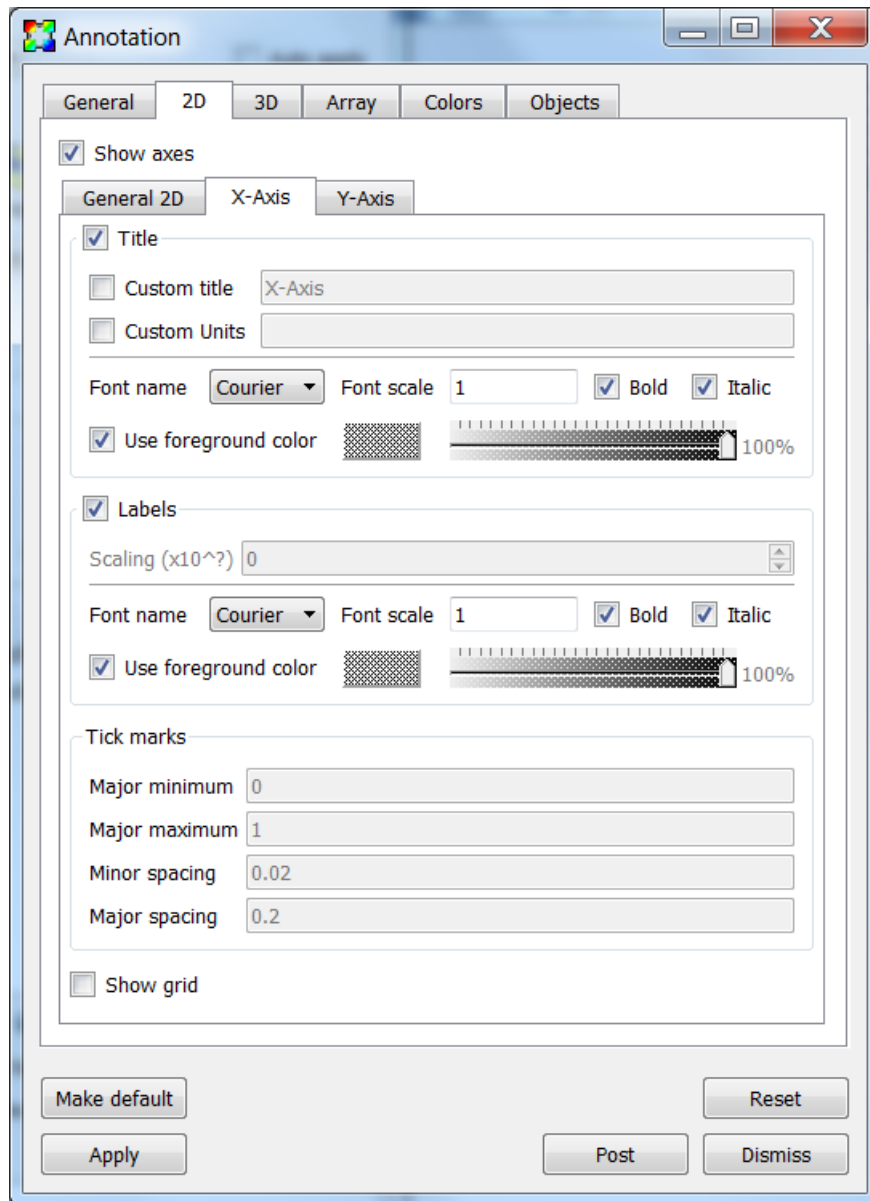 Annotation
General 2D 3D Array Colors Objects
Show axes
General 2D X-Axis Y-Axis
Title
Custom title X-Axis
Custom Units
Font name Courier Font scale 1 Bold Italic
Use foreground color 100%
Labels
Scaling (x10^?) 0
Font name Courier Font scale 1 Bold Italic
Use foreground color 100%
Tick marks
Major minimum 0
Major maximum 1
Minor spacing 0.02
Major spacing 0.2
Show grid
Make default Reset
Apply Post Dismiss